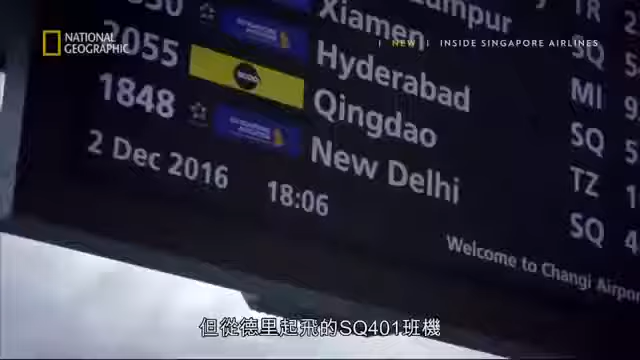 NATIONAL GEOGRAPHIC
NEW | INSIDE SINGAPORE AIRLINES
Xiamen SQ
2055 Hyderabad MI
1848 Qingdao TZ
New Delhi SQ
2 Dec 2016 18:06
Welcome to Changi Airpor
但從德里起飛的SQ401班機